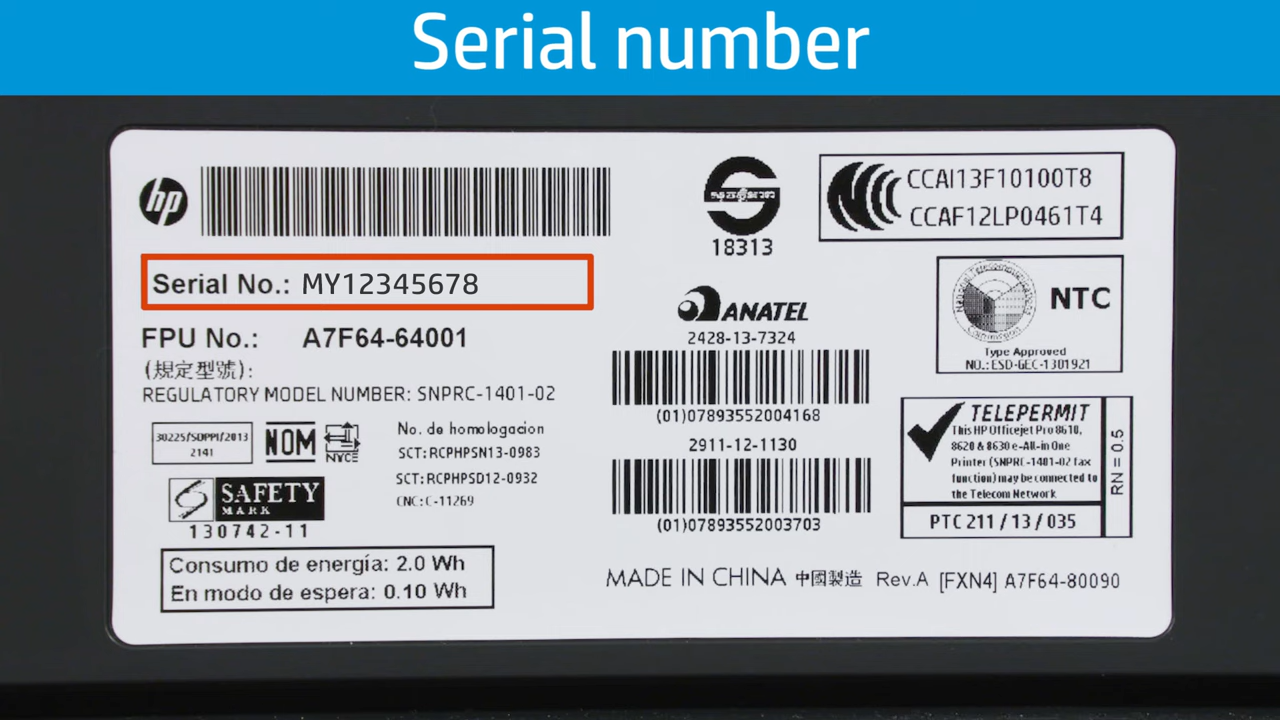 Serial number
hp
Serial No.: MY12345678
FPU No.: A7F64-64001
(規定型號):
REGULATORY MODEL NUMBER: SNPRC-1401-02
30225/SDPPI/2013
2141
NOM
NYCE
No. de homologacion
SCT:RCPHPSN13-0983
SCT:RCPHPSD12-0932
CNC:C-11269
SAFETY
MARK
130742-11
Consumo de energía: 2.0 Wh
En modo de espera: 0.10 Wh
18313
CCAI13F10100T8
CCAF12LP0461T4
ANATEL
2428-13-7324
(01)07893552004168
2911-12-1130
(01)07893552003703
NTC
Type Approved
NO.:ESD-GEC-1301921
TELEPERMIT
This HP Officejet Pro 8610,
8620 & 8630 e-All-in One
Printer (SNPRC-1401-02 fax
function) may be connected to
the Telecom Network
RN = 0.5
PTC 211 / 13 / 035
MADE IN CHINA 中國製造 Rev.A [FXN4] A7F64-80090